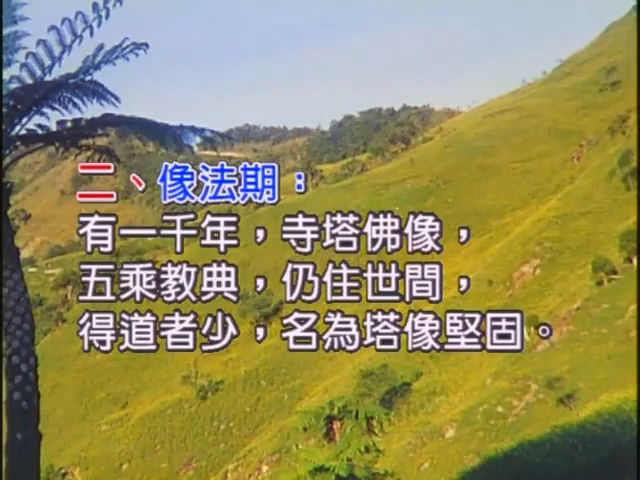 二、像法期：
有一千年，寺塔佛像，
五乘教典，仍住世間，
得道者少，名為塔像堅固。